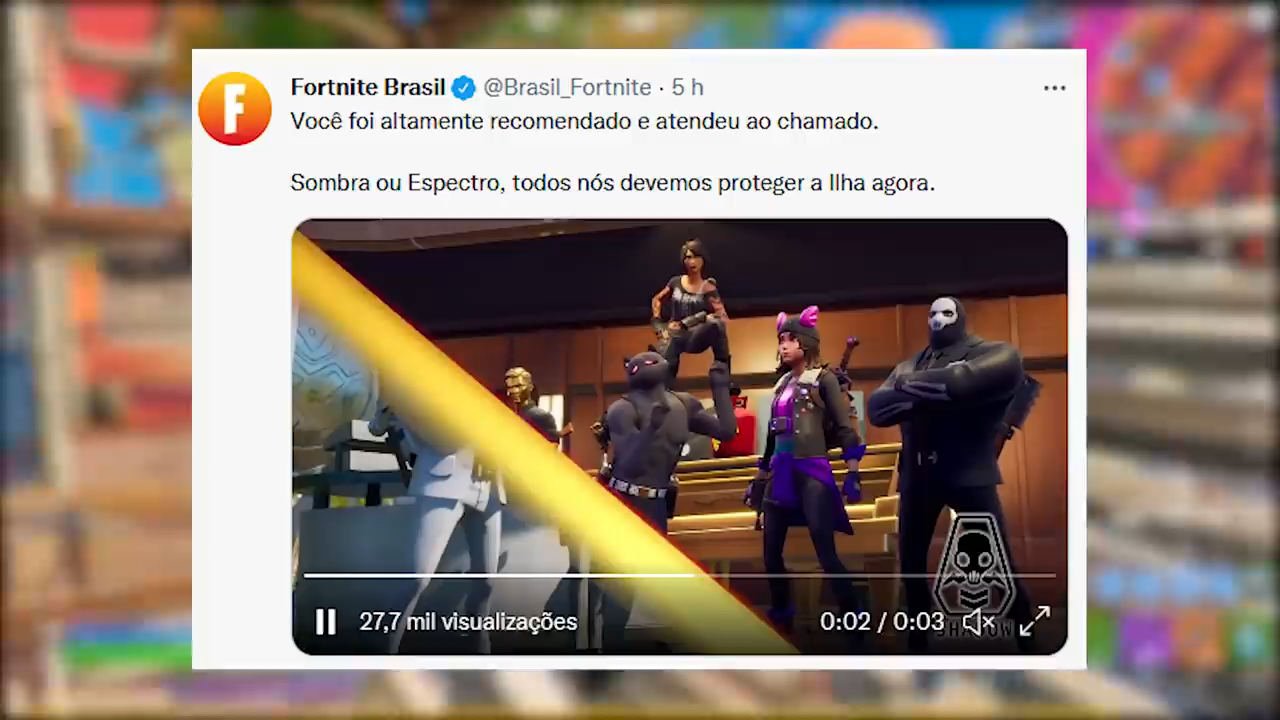 F
Fortnite Brasil @Brasil_Fortnite · 5 h
Você foi altamente recomendado e atendeu ao chamado.
Sombra ou Espectro, todos nós devemos proteger a Ilha agora.
27,7 mil visualizações
0:02 / 0:03
SHADOW